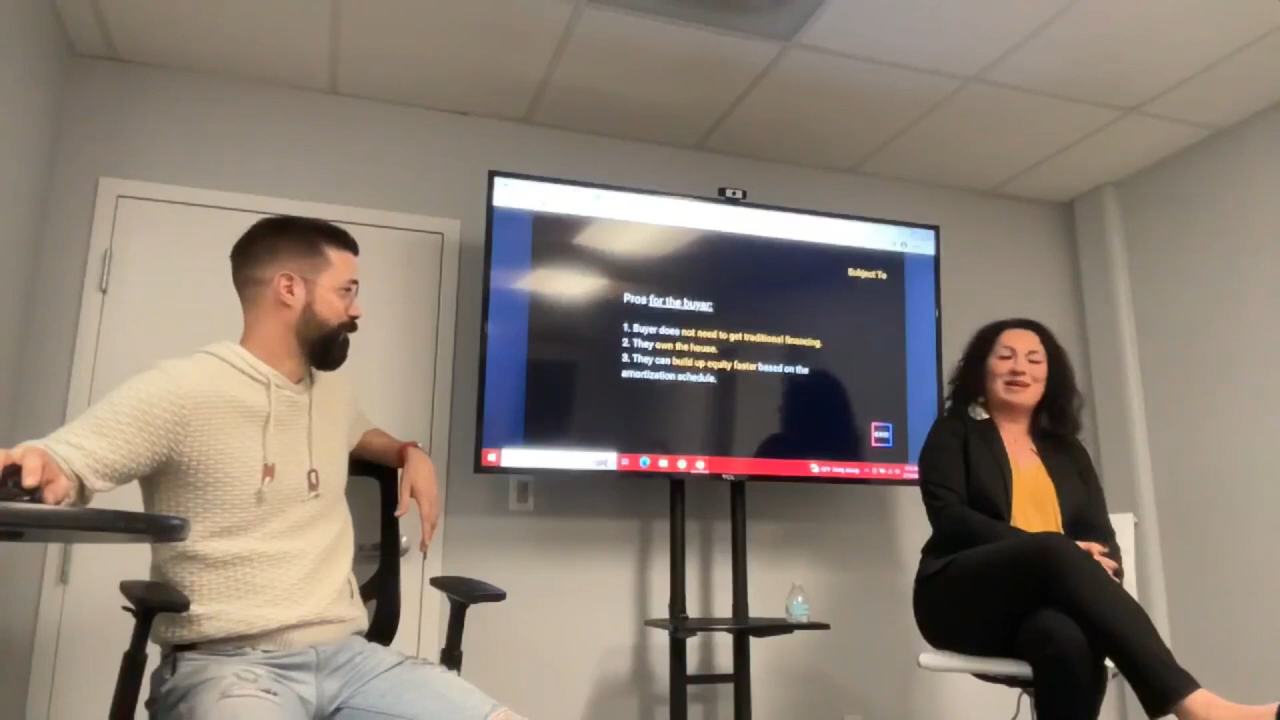 Subject To
Pros for the buyer:
1. Buyer does not need to get traditional financing.
2. They own the house.
3. They can build up equity faster based on the
amortization schedule.
TCL